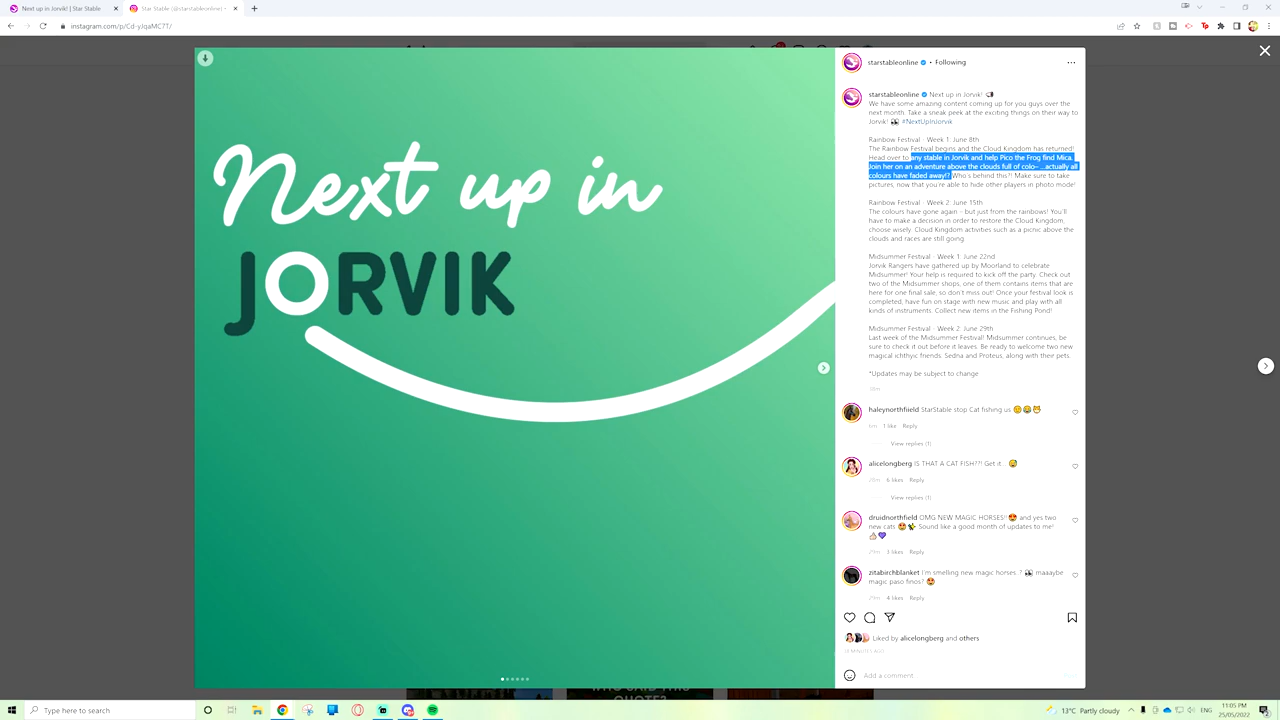 Next up in Jorvik! | Star Stable
Star Stable (@starstableonline) •
instagram.com/p/Cd-yJqaMC7T/
Next up in
JORVIK
starstableonline • Following
starstableonline Next up in Jorvik!
We have some amazing content coming up for you guys over the
next month. Take a sneak peek at the exciting things on their way to
Jorvik! 👀 #NextUpInJorvik
Rainbow Festival - Week 1: June 8th
The Rainbow Festival begins and the Cloud Kingdom has returned!
Head over to any stable in Jorvik and help Pico the Frog find Mica.
Join her on an adventure above the clouds full of colo– ...actually all
colours have faded away!? Who's behind this?! Make sure to take
pictures, now that you're able to hide other players in photo mode!
Rainbow Festival - Week 2: June 15th
The colours have gone again – but just from the rainbows! You'll
have to make a decision in order to restore the Cloud Kingdom,
choose wisely. Cloud Kingdom activities such as a picnic above the
clouds and races are still going.
Midsummer Festival - Week 1: June 22nd
Jorvik Rangers have gathered up by Moorland to celebrate
Midsummer! Your help is required to kick off the party. Check out
two of the Midsummer shops, one of them contains items that are
here for one final sale, so don't miss out! Once your festival look is
completed, have fun on stage with new music and play with all
kinds of instruments. Collect new items in the Fishing Pond!
Midsummer Festival - Week 2: June 29th
Last week of the Midsummer Festival! Midsummer continues, be
sure to check it out before it leaves. Be ready to welcome two new
magical ichthyic friends, Sedna and Proteus, along with their pets.
*Updates may be subject to change
haleynorthfiield StarStable stop Cat fishing us
1 like Reply
View replies (1)
alicelongberg IS THAT A CAT FISH??! Get it...
6 likes Reply
View replies (1)
druidnorthfield OMG NEW MAGIC HORSES!!😍 and yes two
new cats Sound like a good month of updates to me!
👍💜
3 likes Reply
zitabirchblanket I'm smelling new magic horses..? 👀 maaaybe
magic paso finos? 😍
4 likes Reply
Liked by alicelongberg and others
MINUTES AGO
Add a comment...
WHO SAID THIS
QUOTE?
Type here to search
13°C Partly cloudy
ENG
11:05 PM
25/05/2022